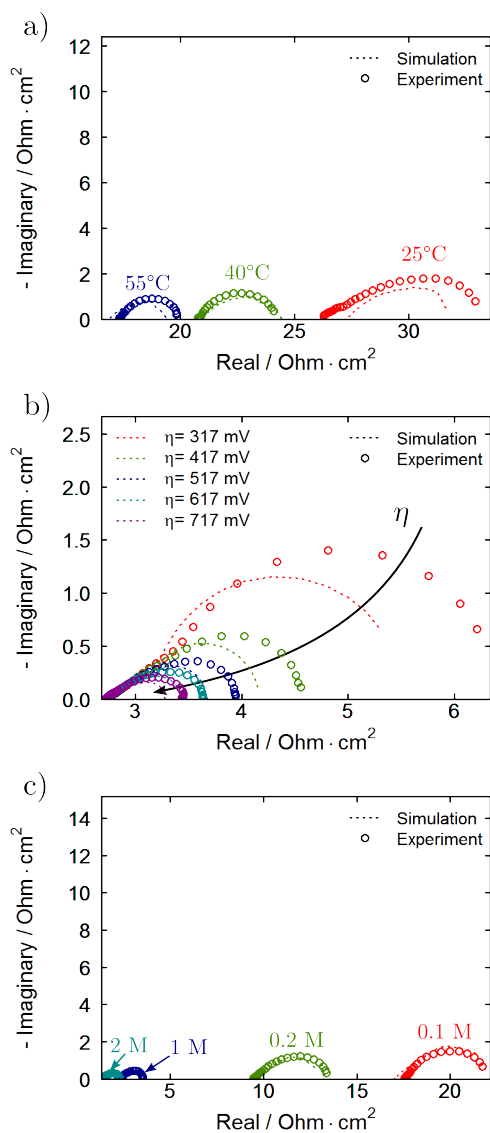 a)
12
10
8
6
4
2
0
- Imaginary / Ohm · cm²
Simulation
Experiment
55°C
40°C
25°C
20
25
30
Real / Ohm · cm²
b)
2.5
2.0
1.5
1.0
0.5
0.0
- Imaginary / Ohm · cm²
η= 317 mV
η= 417 mV
η= 517 mV
η= 617 mV
η= 717 mV
Simulation
Experiment
η
3
4
5
6
Real / Ohm · cm²
c)
14
12
10
8
6
4
2
0
- Imaginary / Ohm · cm²
Simulation
Experiment
2 M
1 M
0.2 M
0.1 M
5
10
15
20
Real / Ohm · cm²